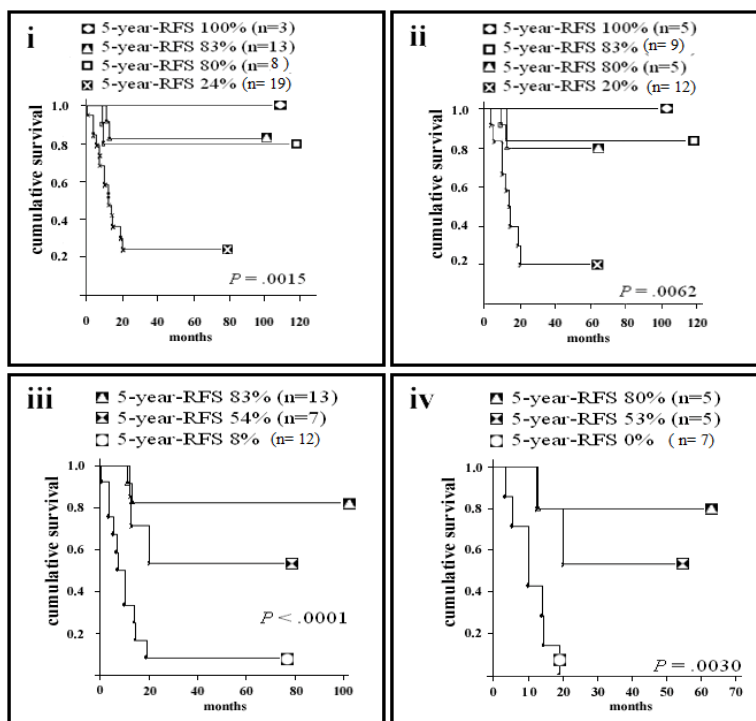 i
5-year-RFS 100% (n=3)
5-year-RFS 83% (n=13)
5-year-RFS 80% (n=8)
5-year-RFS 24% (n= 19)
cumulative survival
1.0
0.8
0.6
0.4
0.2
P = .0015
0 20 40 60 80 100 120
months
ii
5-year-RFS 100% (n=5)
5-year-RFS 83% (n= 9)
5-year-RFS 80% (n=5)
5-year-RFS 20% (n= 12)
cumulative survival
1.0
0.8
0.6
0.4
0.2
P = .0062
0 20 40 60 80 100 120
months
iii
5-year-RFS 83% (n=13)
5-year-RFS 54% (n=7)
5-year-RFS 8% (n= 12)
cumulative survival
1.0
0.8
0.6
0.4
0.2
P < .0001
0 20 40 60 80 100
months
iv
5-year-RFS 80% (n=5)
5-year-RFS 53% (n=5)
5-year-RFS 0% ( n= 7)
cumulative survival
1.0
0.8
0.6
0.4
0.2
P = .0030
0 10 20 30 40 50 60 70
months